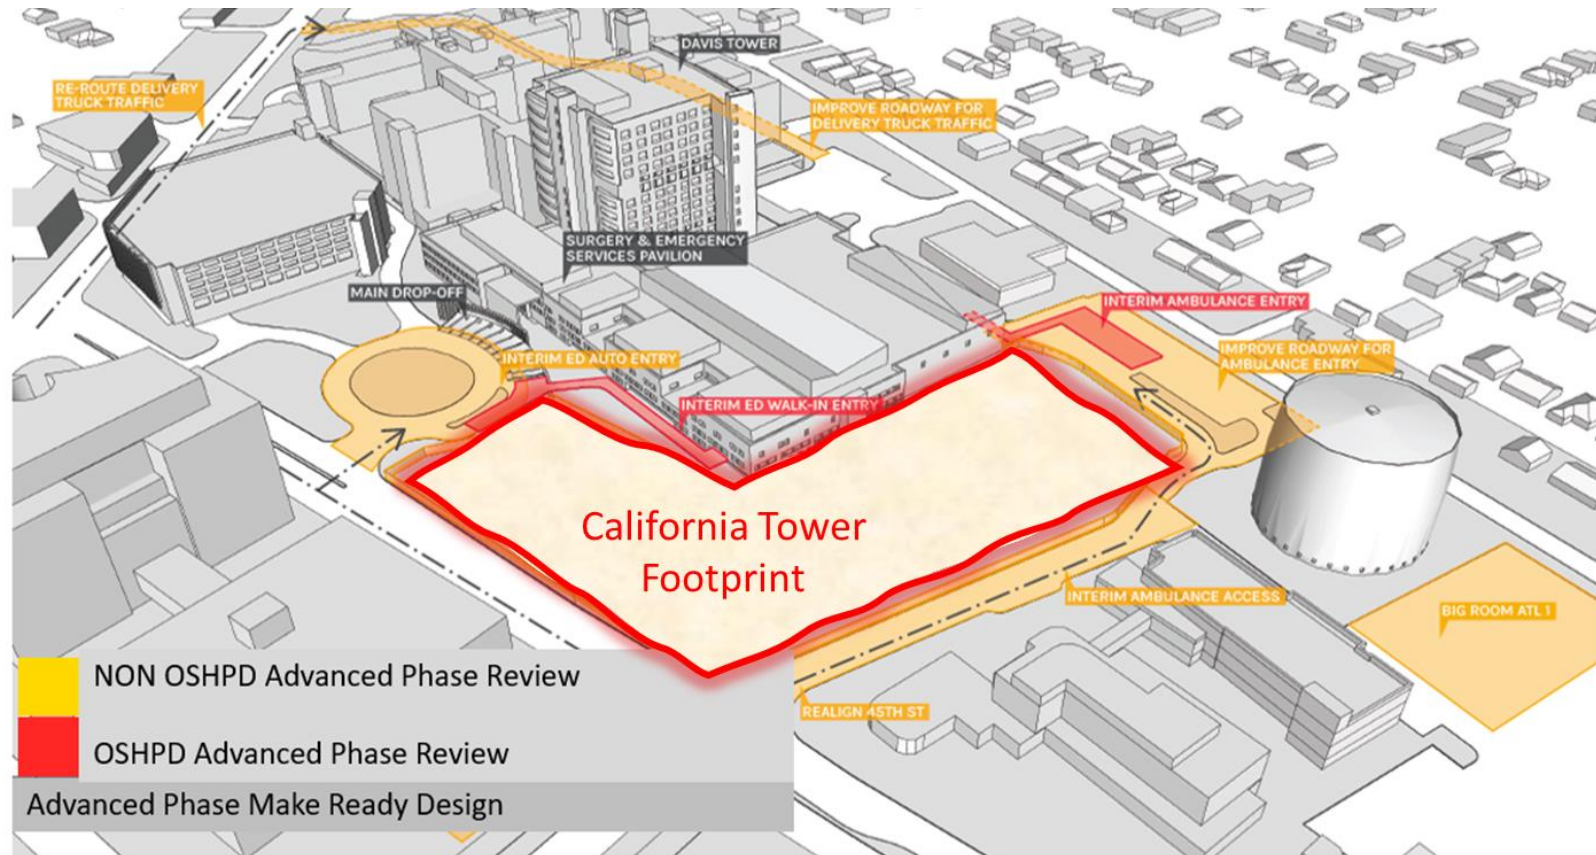 DAVIS TOWER
RE-ROUTE DELIVERY
TRUCK TRAFFIC
IMPROVE ROADWAY FOR
DELIVERY TRUCK TRAFFIC
SURGERY & EMERGENCY
SERVICES PAVILION
MAIN DROP-OFF
INTERIM AMBULANCE ENTRY
INTERIM ED AUTO ENTRY
IMPROVE ROADWAY FOR
AMBULANCE ENTRY
INTERIM ED WALK-IN ENTRY
California Tower
Footprint
INTERIM AMBULANCE ACCESS
BIG ROOM ATL 1
REALIGN 45TH ST
NON OSHPD Advanced Phase Review
OSHPD Advanced Phase Review
Advanced Phase Make Ready Design